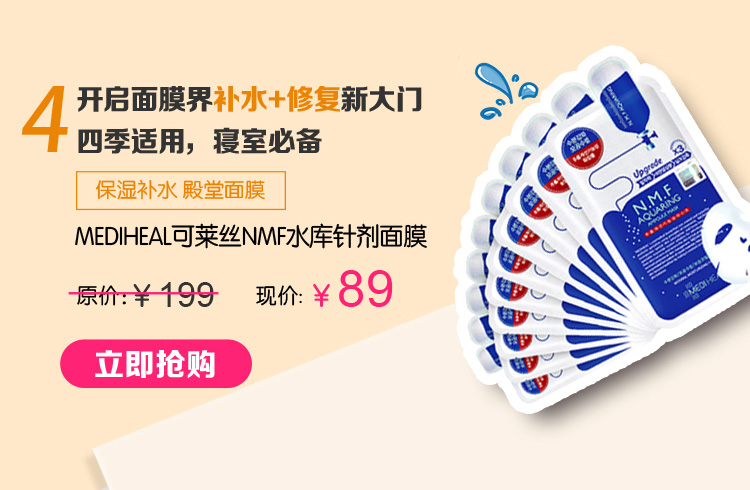 4
开启面膜界补水+修复新大门
四季适用，寝室必备
保湿补水 殿堂面膜
MEDIHEAL可莱丝NMF水库针剂面膜
原价：￥199 现价：￥89
立即抢购
Upgrade
X3
N.M.F
AQUARING
AMPOULE MASK